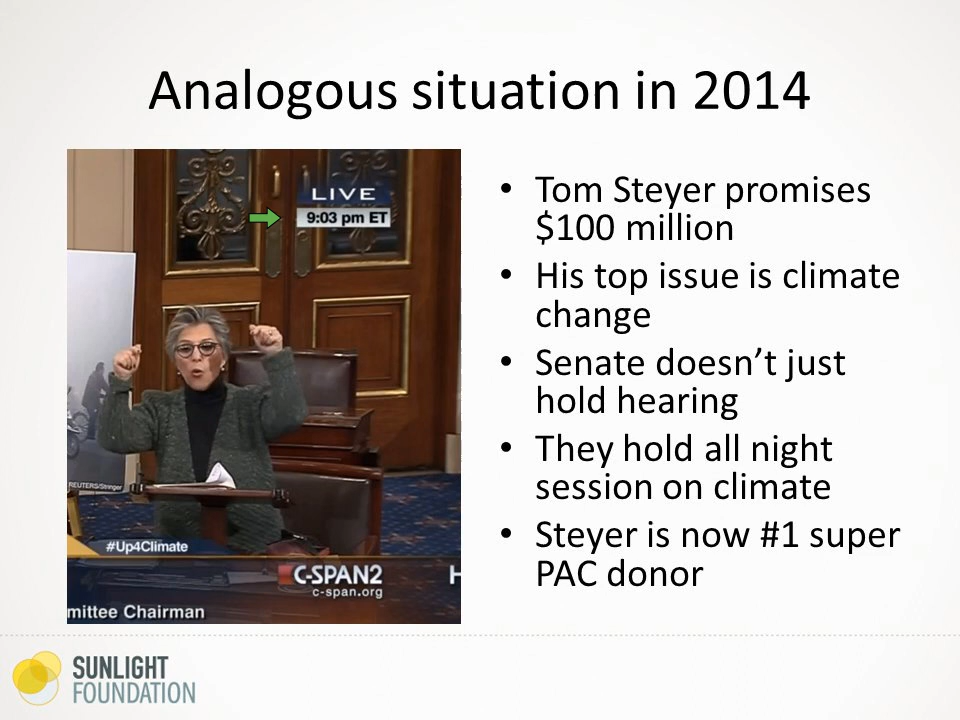 Analogous situation in 2014
LIVE
9:03 pm ET
REUTERS/Stringer
#Up4Climate
C-SPAN2
c-span.org
H
mittee Chairman
• Tom Steyer promises
$100 million
• His top issue is climate
change
• Senate doesn’t just
hold hearing
• They hold all night
session on climate
• Steyer is now #1 super
PAC donor
SUNLIGHT
FOUNDATION